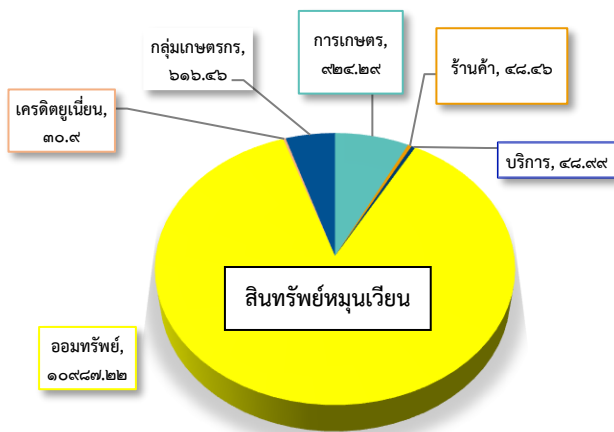 กลุ่มเกษตรกร,
๖๑๖.๔๖
การเกษตร,
๙๒๔.๒๙
ร้านค้า, ๔๘.๔๖
เครดิตยูเนี่ยน,
๓๐.๙
บริการ, ๔๘.๙๙
สินทรัพย์หมุนเวียน
ออมทรัพย์,
๑๐๙๘๗.๒๒